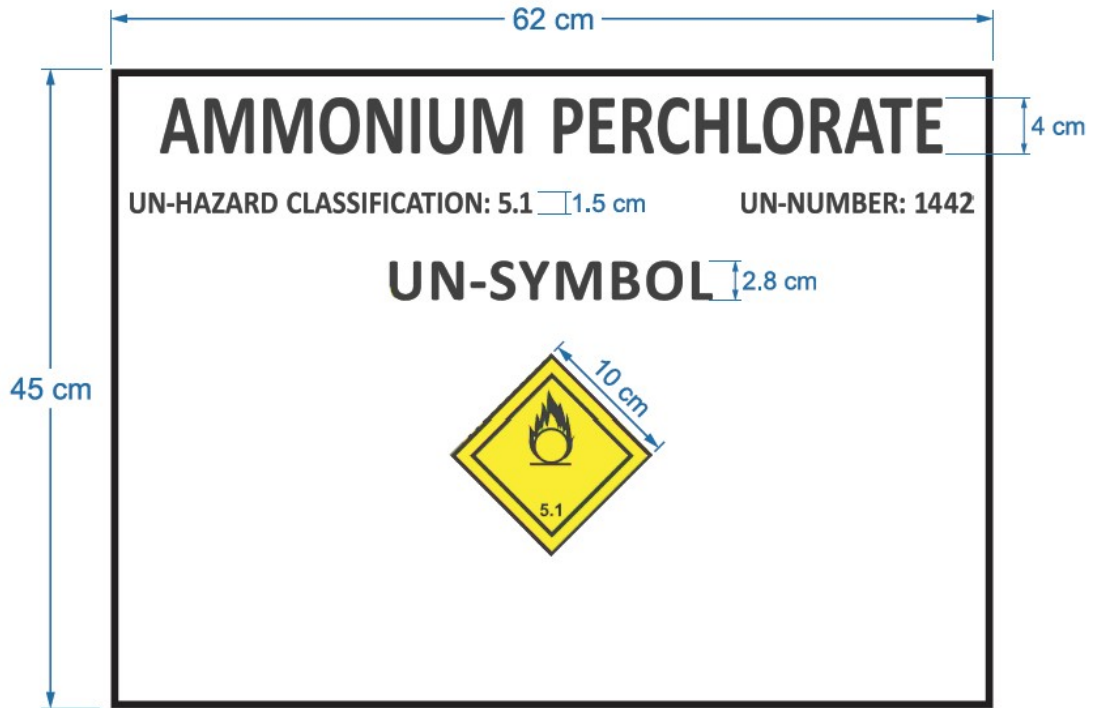 62 cm
AMMONIUM PERCHLORATE
4 cm
UN-HAZARD CLASSIFICATION: 5.1 1.5 cm UN-NUMBER: 1442
UN-SYMBOL 2.8 cm
45 cm
10 cm
5.1